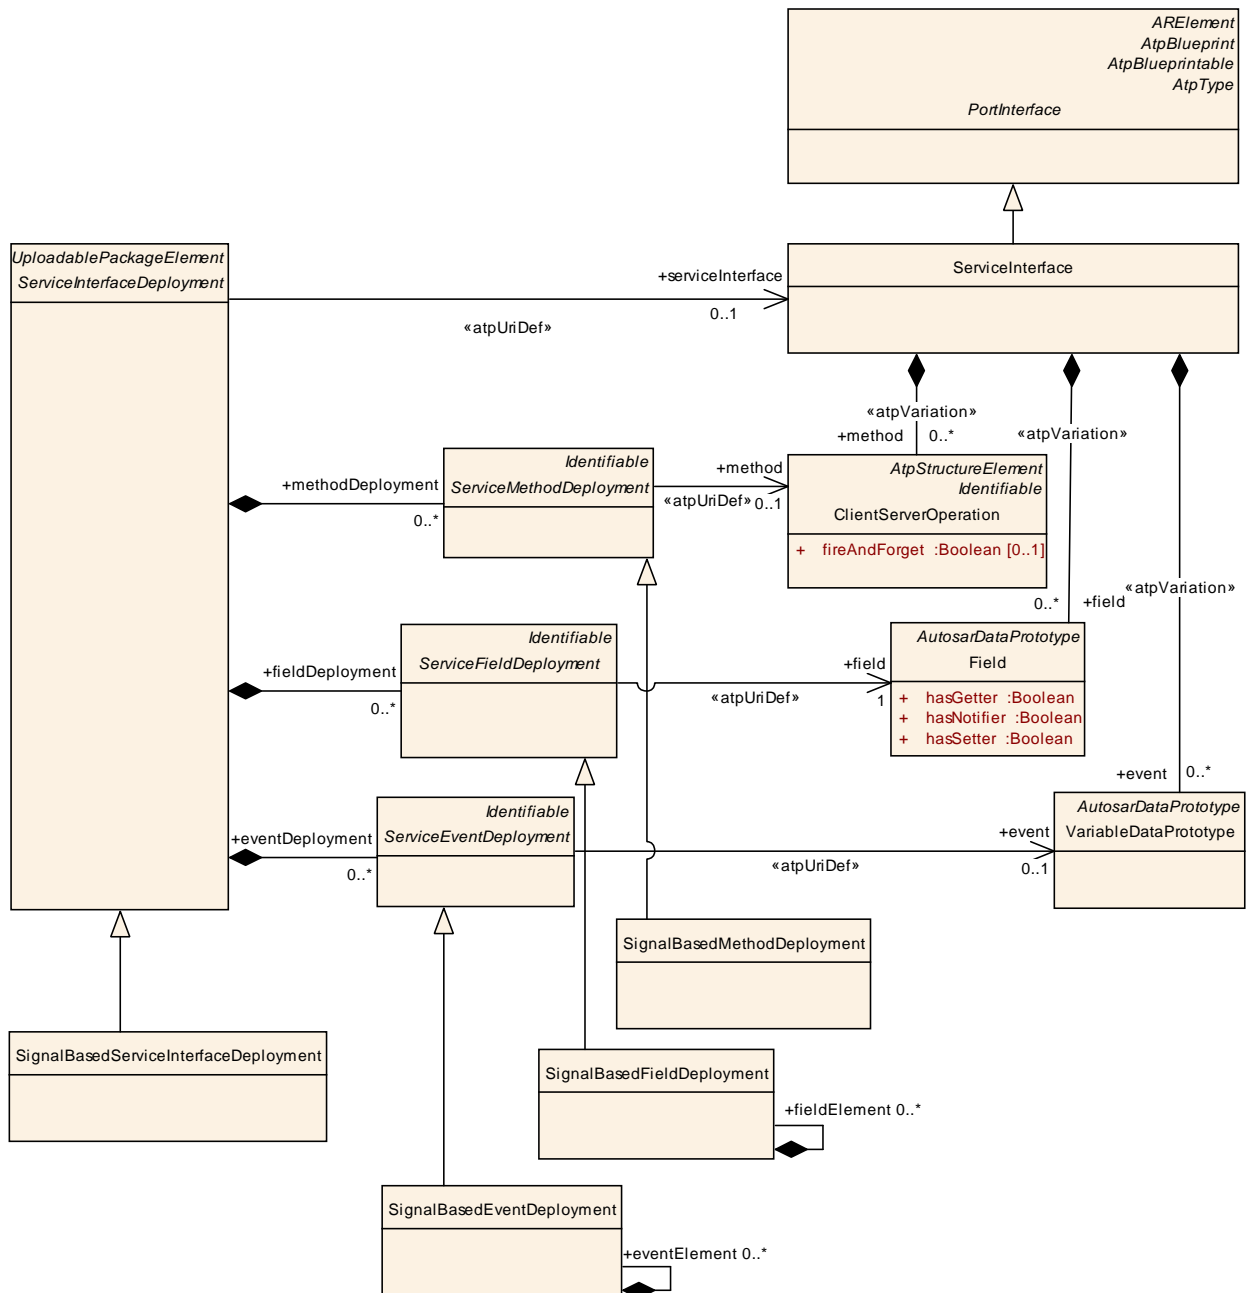 ARElement
AtpBlueprint
AtpBlueprintable
AtpType
PortInterface
UploadablePackageElement
ServiceInterfaceDeployment
+serviceInterface
0..1
«atpUriDef»
ServiceInterface
«atpVariation»
+method 0..*
«atpVariation»
Identifiable
ServiceMethodDeployment
+methodDeployment
0..*
+method
«atpUriDef» 0..1
AtpStructureElement
Identifiable
ClientServerOperation
+ fireAndForget :Boolean [0..1]
«atpVariation»
0..* +field
Identifiable
ServiceFieldDeployment
+fieldDeployment
0..*
+field
«atpUriDef» 1
AutosarDataPrototype
Field
+ hasGetter :Boolean
+ hasNotifier :Boolean
+ hasSetter :Boolean
+event 0..*
Identifiable
ServiceEventDeployment
+eventDeployment
0..*
+event
«atpUriDef» 0..1
AutosarDataPrototype
VariableDataPrototype
SignalBasedMethodDeployment
SignalBasedServiceInterfaceDeployment
SignalBasedFieldDeployment
+fieldElement 0..*
SignalBasedEventDeployment
+eventElement 0..*